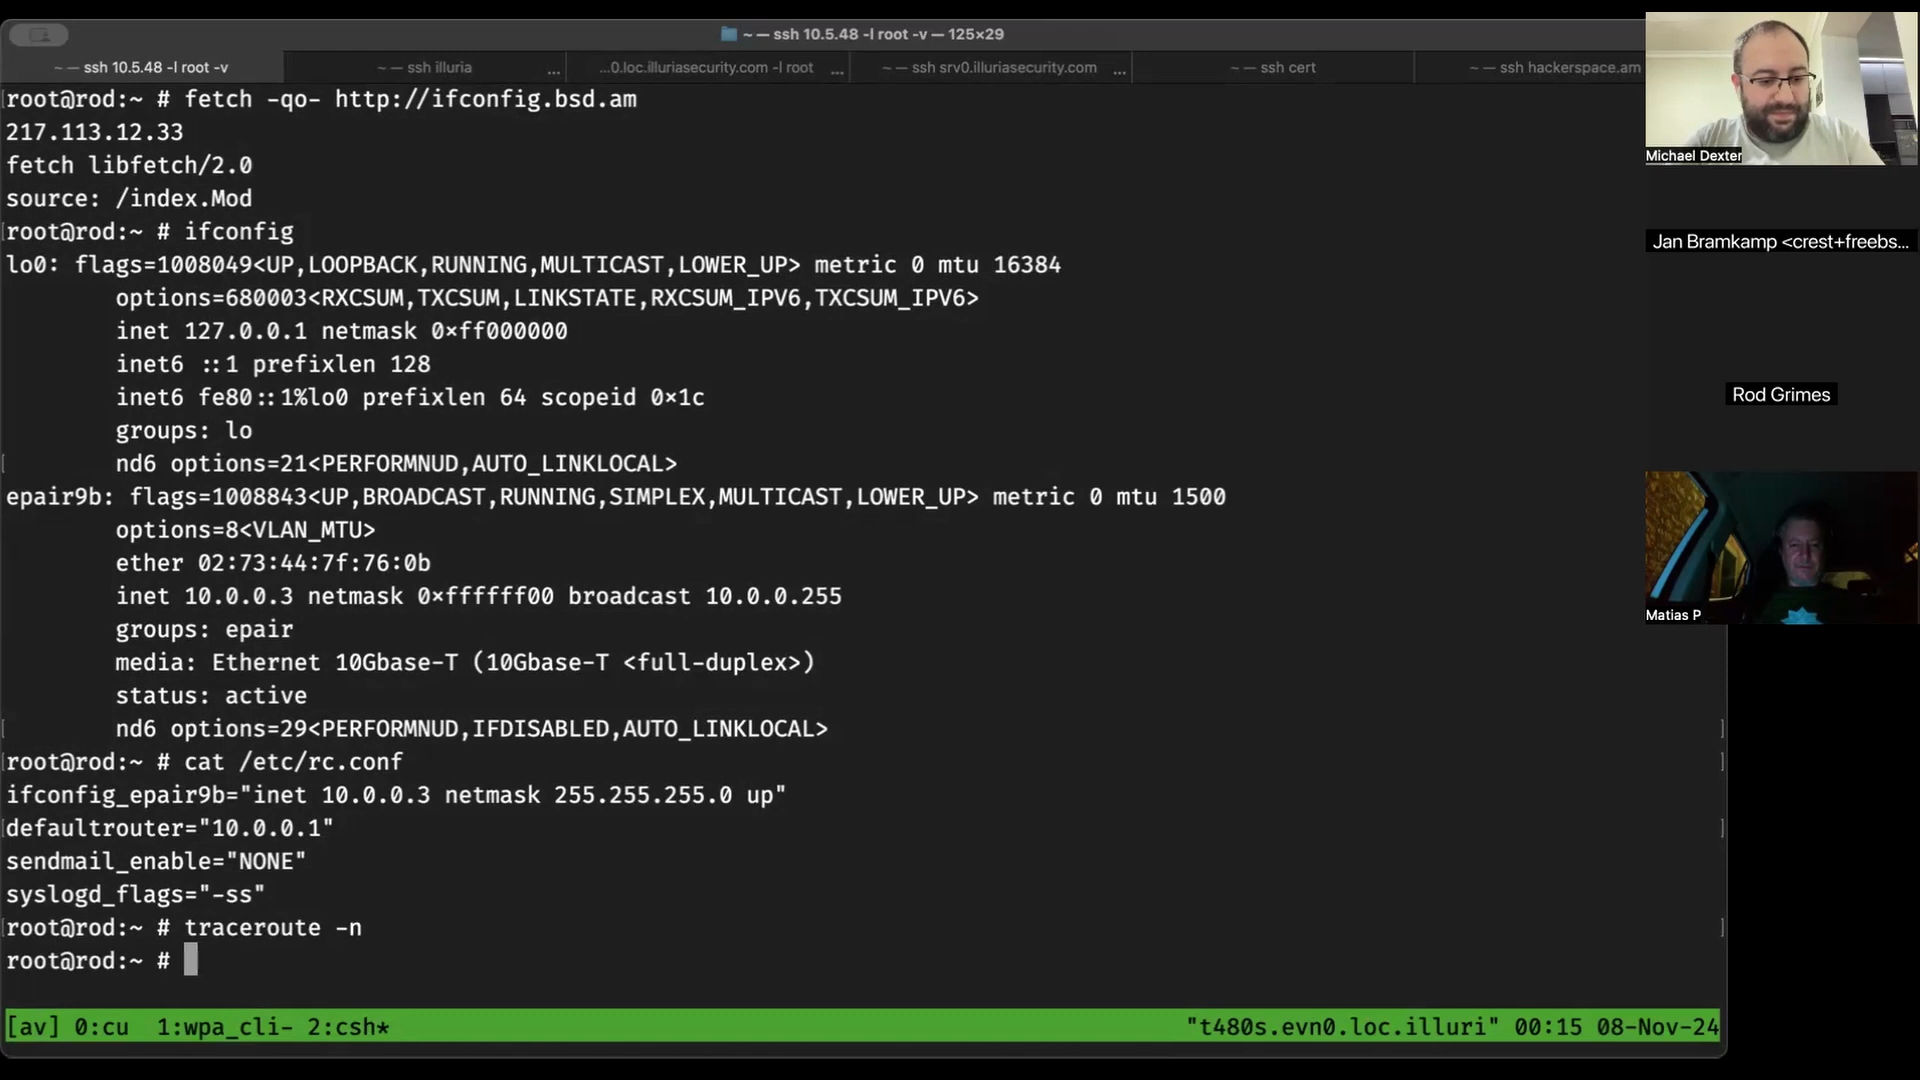 ~ — ssh 10.5.48 -l root -v — 125×29
~ — ssh 10.5.48 -l root -v
~ — ssh illuria ...
...0.loc.illuriasecurity.com -l root ...
~ — ssh srv0.illuriasecurity.com ...
~ — ssh cert
~ — ssh hackerspace.am
root@rod:~ # fetch -qo- http://ifconfig.bsd.am
217.113.12.33
fetch libfetch/2.0
source: /index.Mod
root@rod:~ # ifconfig
lo0: flags=1008049<UP,LOOPBACK,RUNNING,MULTICAST,LOWER_UP> metric 0 mtu 16384
options=680003<RXCSUM,TXCSUM,LINKSTATE,RXCSUM_IPV6,TXCSUM_IPV6>
inet 127.0.0.1 netmask 0xff000000
inet6 ::1 prefixlen 128
inet6 fe80::1%lo0 prefixlen 64 scopeid 0x1c
groups: lo
nd6 options=21<PERFORMNUD,AUTO_LINKLOCAL>
epair9b: flags=1008843<UP,BROADCAST,RUNNING,SIMPLEX,MULTICAST,LOWER_UP> metric 0 mtu 1500
options=8<VLAN_MTU>
ether 02:73:44:7f:76:0b
inet 10.0.0.3 netmask 0xffffff00 broadcast 10.0.0.255
groups: epair
media: Ethernet 10Gbase-T (10Gbase-T <full-duplex>)
status: active
nd6 options=29<PERFORMNUD,IFDISABLED,AUTO_LINKLOCAL>
root@rod:~ # cat /etc/rc.conf
ifconfig_epair9b="inet 10.0.0.3 netmask 255.255.255.0 up"
defaultrouter="10.0.0.1"
sendmail_enable="NONE"
syslogd_flags="-ss"
root@rod:~ # traceroute -n
root@rod:~ #
[av] 0:cu 1:wpa_cli- 2:csh* "t480s.evn0.loc.illuri" 00:15 08-Nov-24
Michael Dexter
Jan Bramkamp <crest+freebs...
Rod Grimes
Matias P